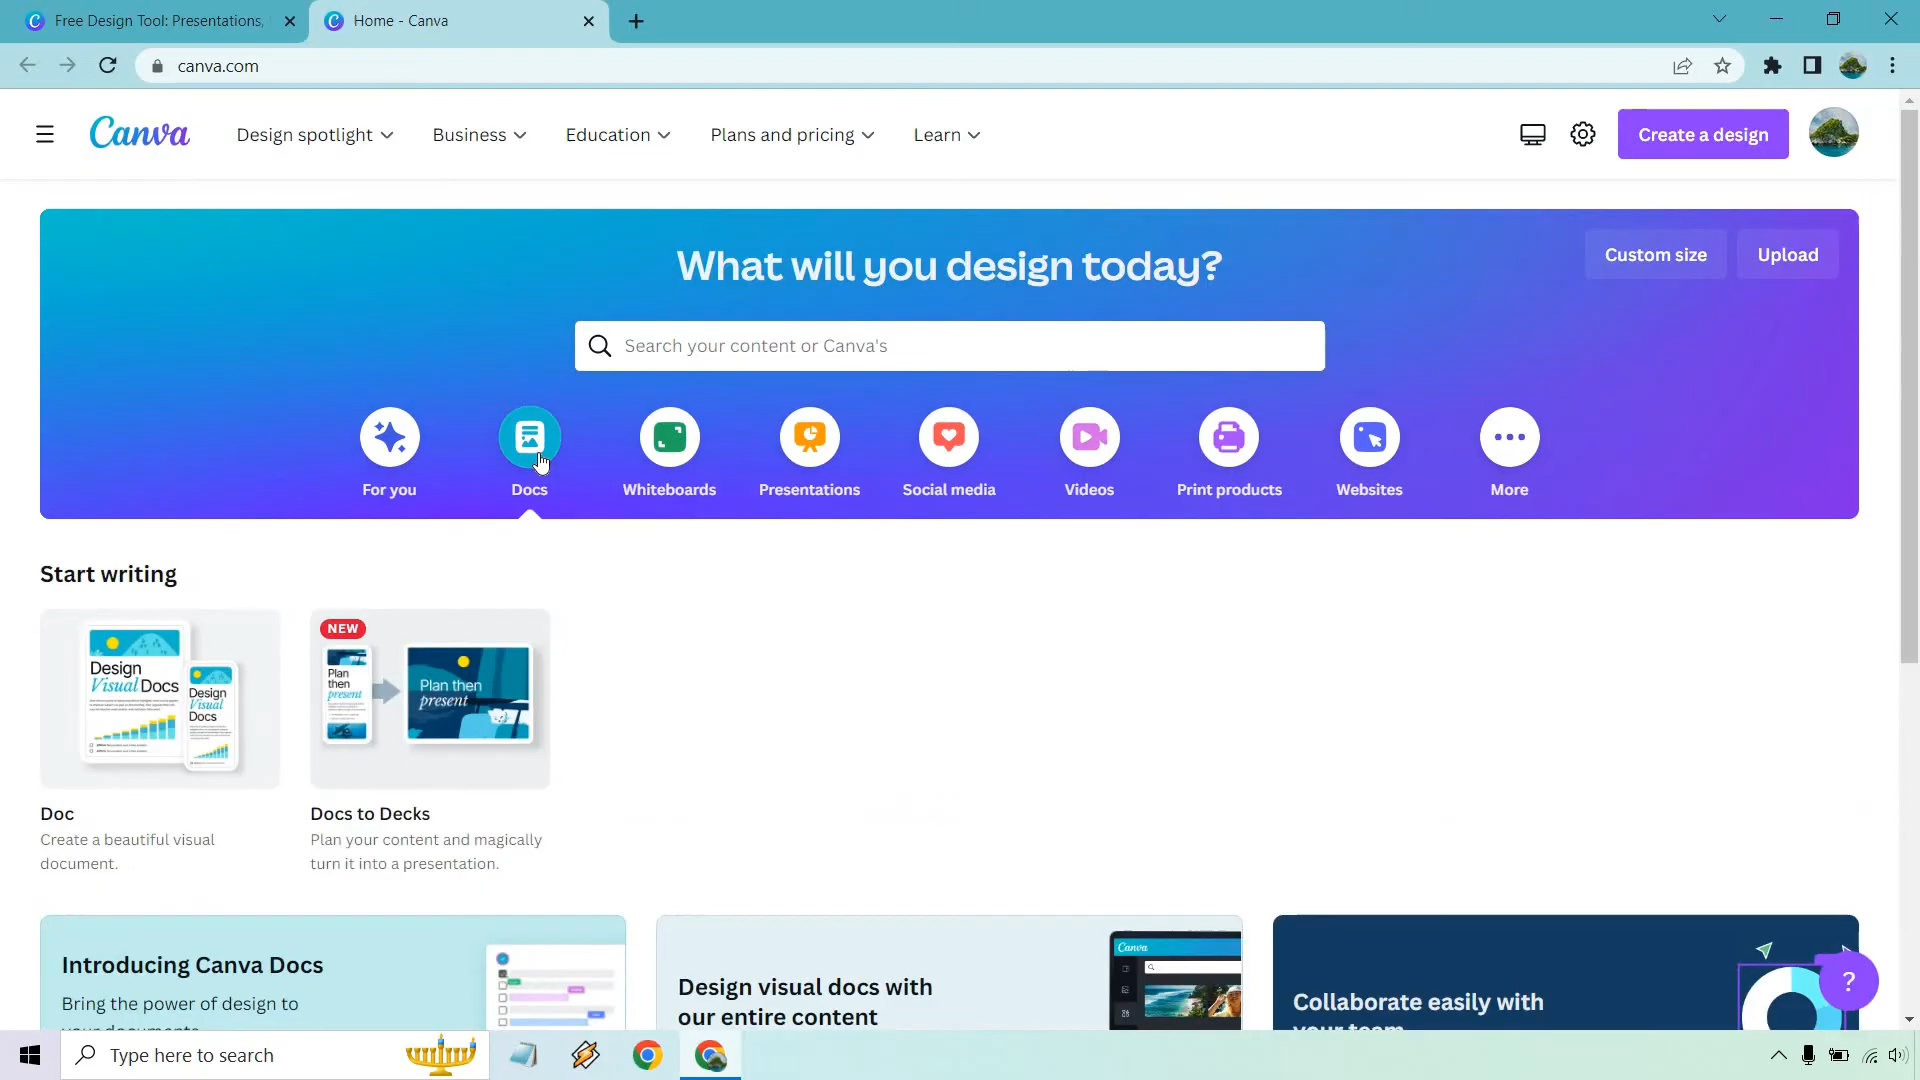 Free Design Tool: Presentations,
Home - Canva
canva.com
Canva
Design spotlight
Business
Education
Plans and pricing
Learn
Create a design
What will you design today?
Custom size
Upload
Search your content or Canva's
For you
Docs
Whiteboards
Presentations
Social media
Videos
Print products
Websites
More
Start writing
Design
Visual Docs
Design
Visual
Docs
NEW
Plan
then
present
Plan then
present
Doc
Create a beautiful visual
document.
Docs to Decks
Plan your content and magically
turn it into a presentation.
Introducing Canva Docs
Bring the power of design to
your documents
Design visual docs with
our entire content
Canva
Collaborate easily with
your team
?
Type here to search